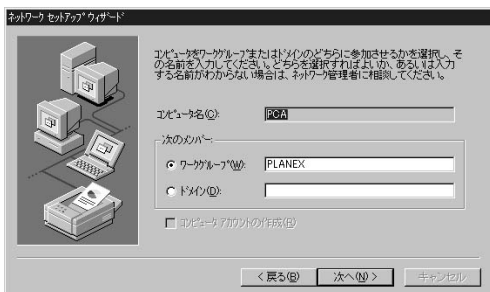 ネットワーク セットアップ ウィザード
コンピュータをワークグループまたはドメインのどちらに参加させるかを選択し、そ
の名前を入力してください。どちらを選択すればよいか、あるいは入力
する名前がわからない場合は、ネットワーク管理者に相談してください。
コンピュータ名(C): PCA
次のメンバー:
ワークグループ(W): PLANEX
ドメイン(D):
コンピュータ アカウントの作成(R)
< 戻る(B) 次へ(N) > キャンセル